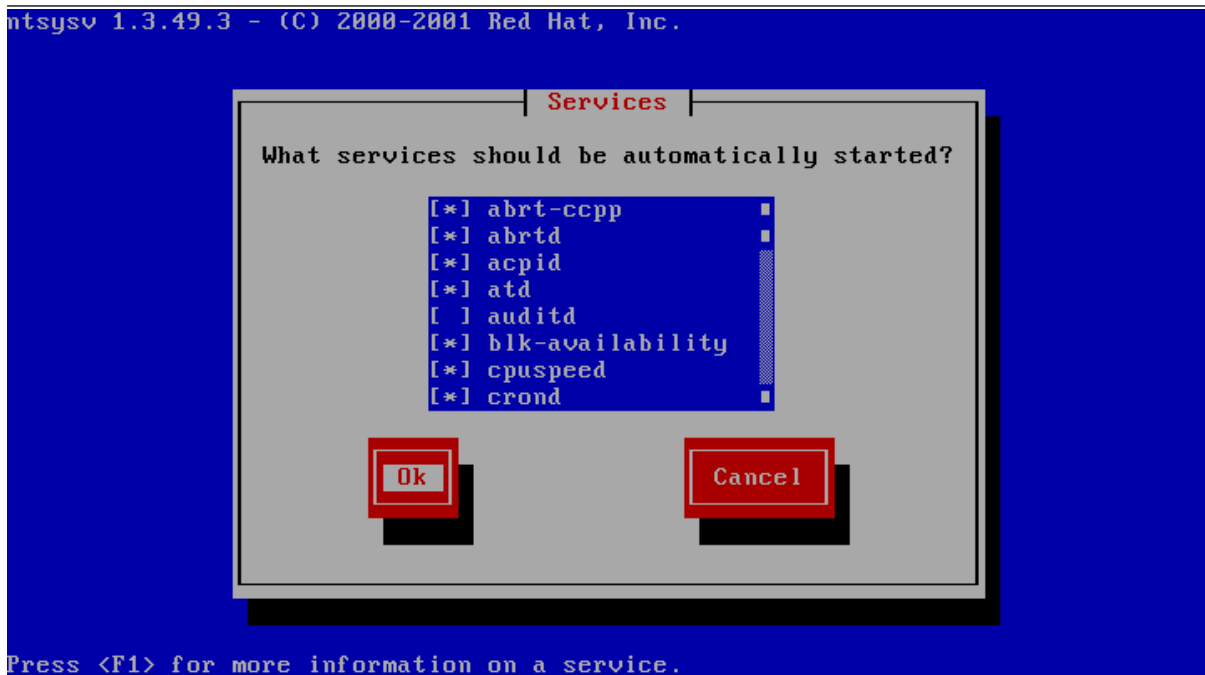 ntsysv 1.3.49.3 - (C) 2000-2001 Red Hat, Inc.
Services
What services should be automatically started?
[*] abrt-ccpp
[*] abrtd
[*] acpid
[*] atd
[ ] auditd
[*] blk-availability
[*] cpuspeed
[*] crond
Ok Cancel
Press <F1> for more information on a service.